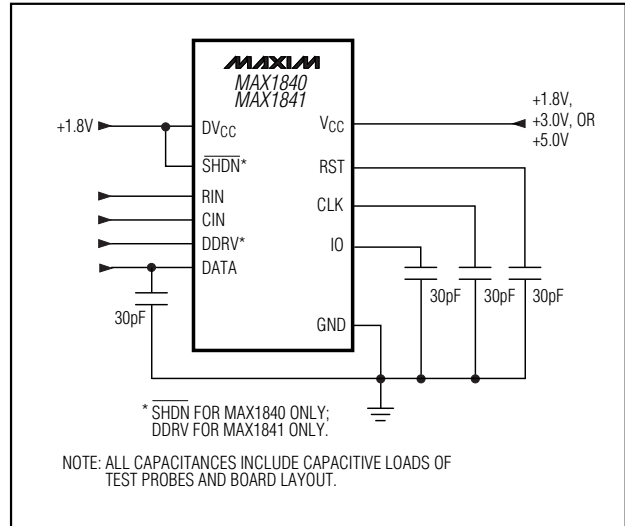 MAXIM
MAX1840
MAX1841
+1.8V
DVCC
SHDN*
RIN
CIN
DDRV*
DATA
30pF
VCC
RST
CLK
IO
GND
+1.8V,
+3.0V, OR
+5.0V
30pF
30pF
30pF
* SHDN FOR MAX1840 ONLY;
DDRV FOR MAX1841 ONLY.
NOTE: ALL CAPACITANCES INCLUDE CAPACITIVE LOADS OF
TEST PROBES AND BOARD LAYOUT.